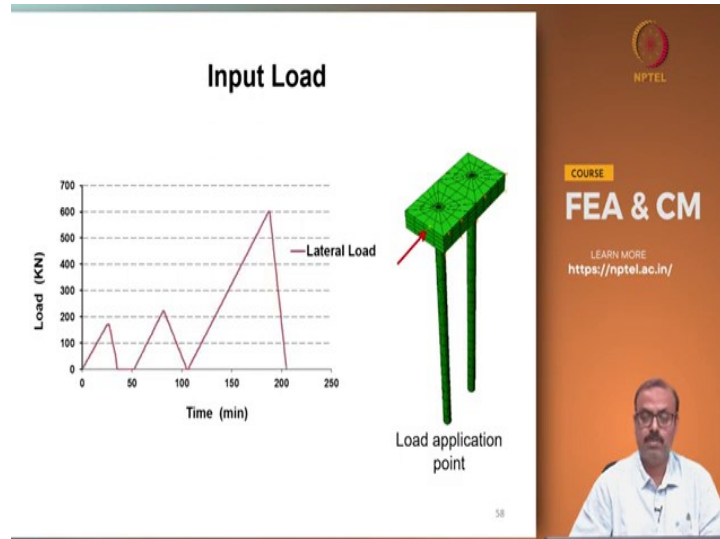 Input Load
NPTEL
COURSE
FEA & CM
LEARN MORE
https://nptel.ac.in/
700
600
500
400
300
200
100
0
Load (KN)
Lateral Load
0 50 100 150 200 250
Time (min)
Load application
point
58